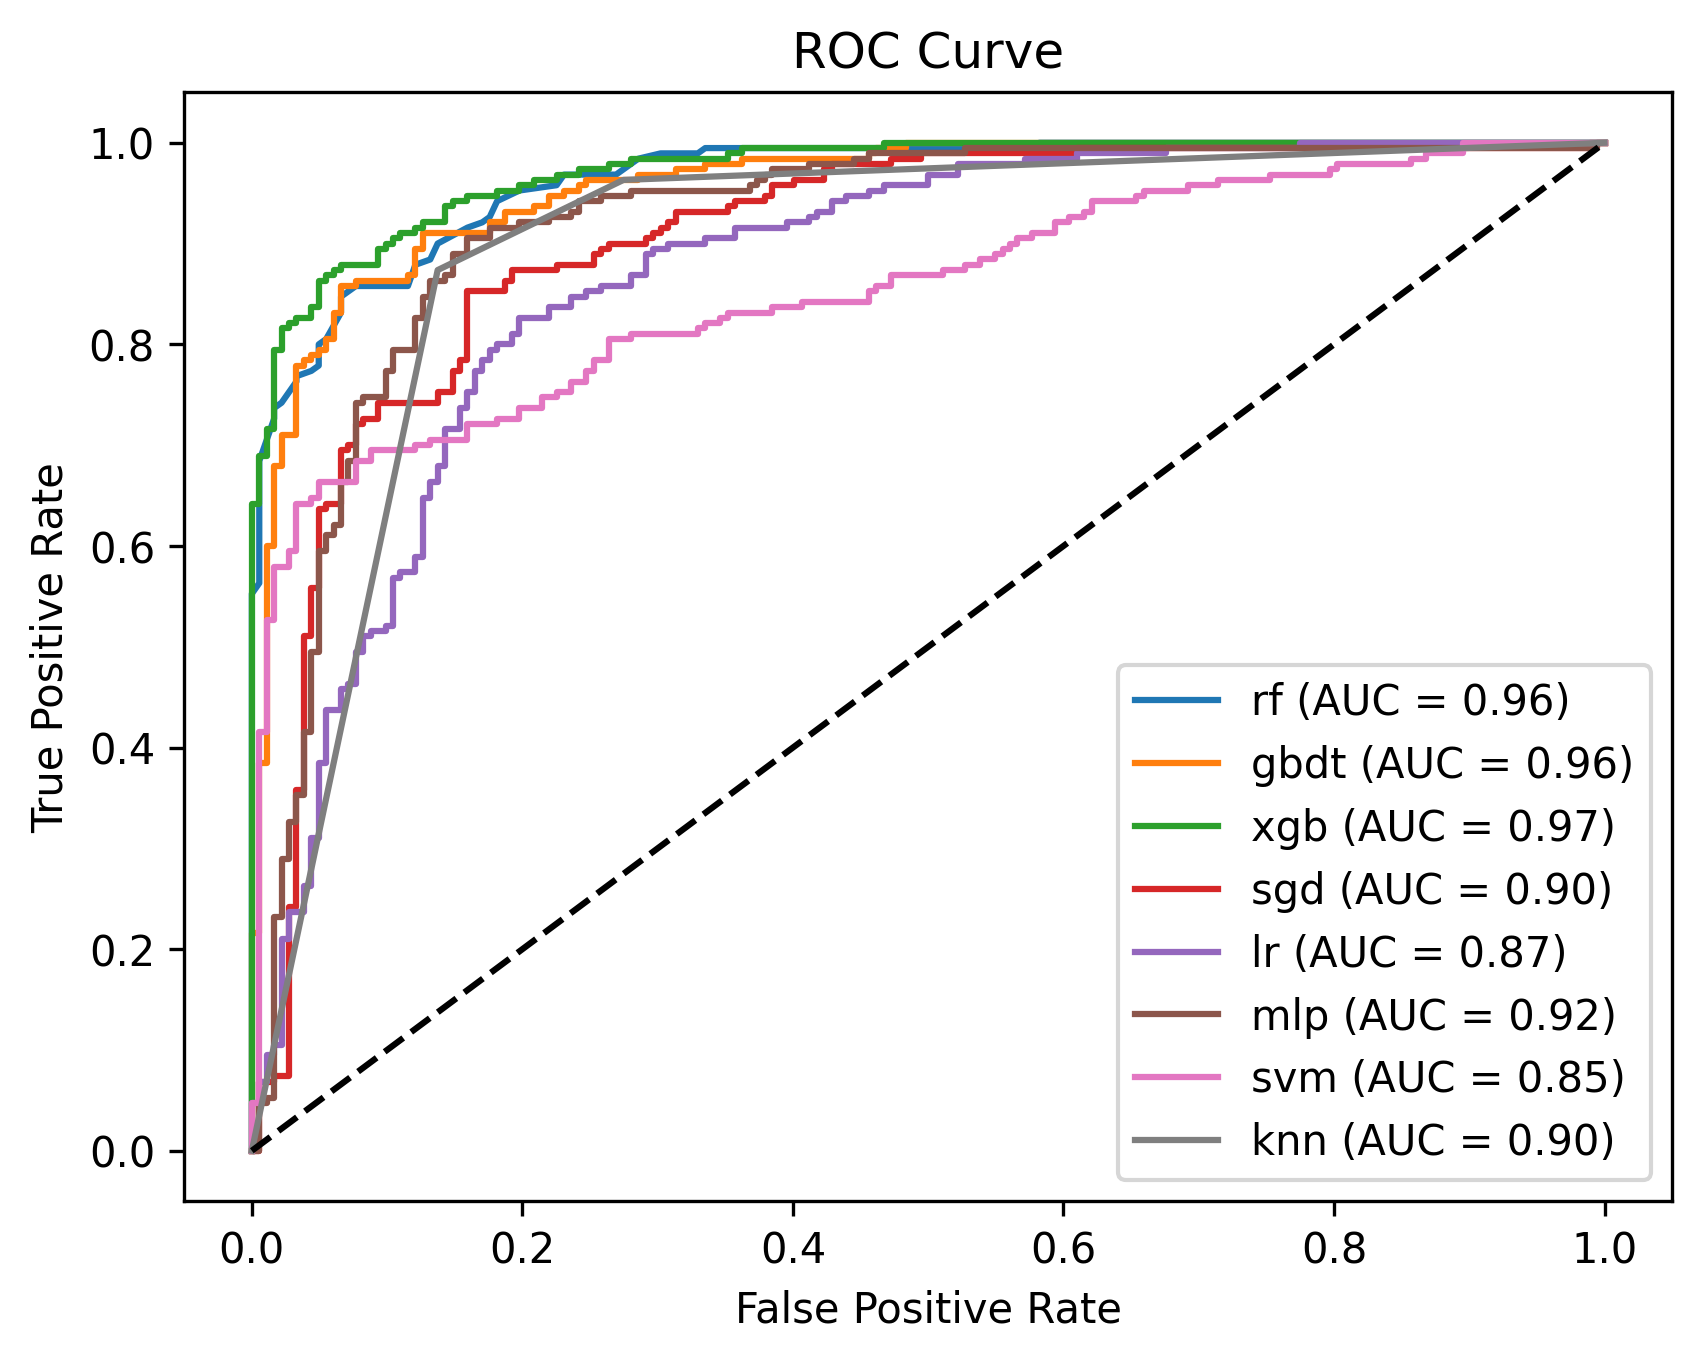 ROC Curve
1.0
0.8
0.6
0.4
0.2
0.0
True Positive Rate
rf (AUC = 0.96)
gbdt (AUC = 0.96)
xgb (AUC = 0.97)
sgd (AUC = 0.90)
lr (AUC = 0.87)
mlp (AUC = 0.92)
svm (AUC = 0.85)
knn (AUC = 0.90)
0.0 0.2 0.4 0.6 0.8 1.0
False Positive Rate